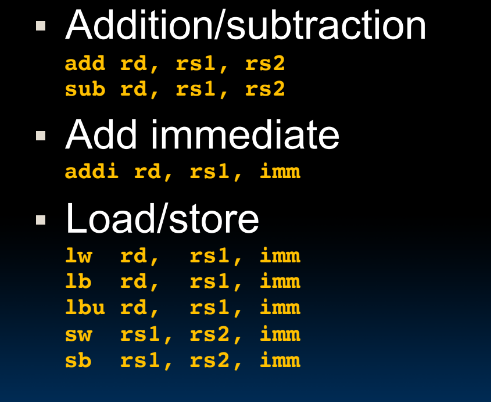 ▪ Addition/subtraction
add rd, rs1, rs2
sub rd, rs1, rs2
▪ Add immediate
addi rd, rs1, imm
▪ Load/store
lw  rd,  rs1, imm
lb  rd,  rs1, imm
lbu rd,  rs1, imm
sw  rs1, rs2, imm
sb  rs1, rs2, imm